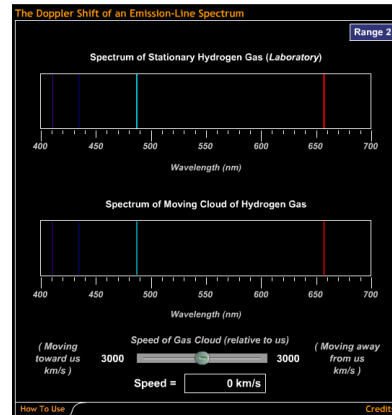 The Doppler Shift of an Emission-Line Spectrum
Range 2
Spectrum of Stationary Hydrogen Gas (Laboratory)
400 450 500 550 600 650 700
Wavelength (nm)
Spectrum of Moving Cloud of Hydrogen Gas
400 450 500 550 600 650 700
Wavelength (nm)
( Moving toward us km/s )
Speed of Gas Cloud (relative to us)
3000 3000
( Moving away from us km/s )
Speed = 0 km/s
How To Use
Credit